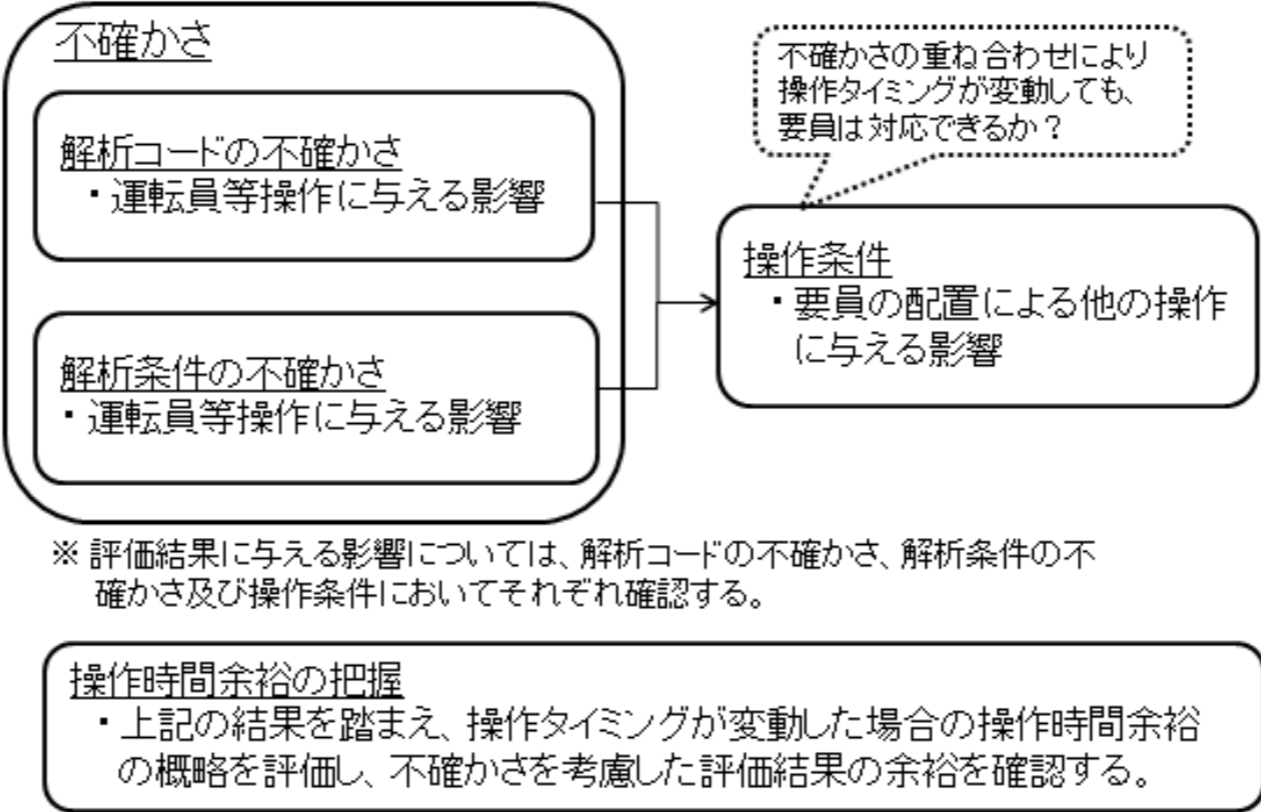 不確かさ
解析コードの不確かさ
・運転員等操作に与える影響
解析条件の不確かさ
・運転員等操作に与える影響
不確かさの重ね合わせにより
操作タイミングが変動しても、
要員は対応できるか？
操作条件
・要員の配置による他の操作
に与える影響
※ 評価結果に与える影響については、解析コードの不確かさ、解析条件の不
確かさ及び操作条件においてそれぞれ確認する。
操作時間余裕の把握
・上記の結果を踏まえ、操作タイミングが変動した場合の操作時間余裕
の概略を評価し、不確かさを考慮した評価結果の余裕を確認する。